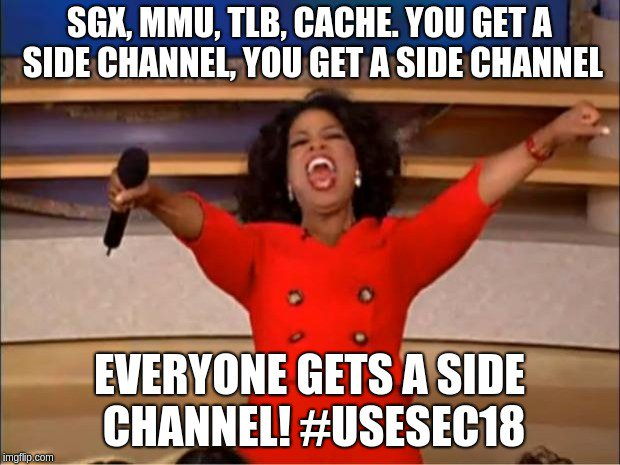 SGX, MMU, TLB, CACHE. YOU GET A
SIDE CHANNEL, YOU GET A SIDE CHANNEL
EVERYONE GETS A SIDE
CHANNEL! #USESEC18
imgflip.com